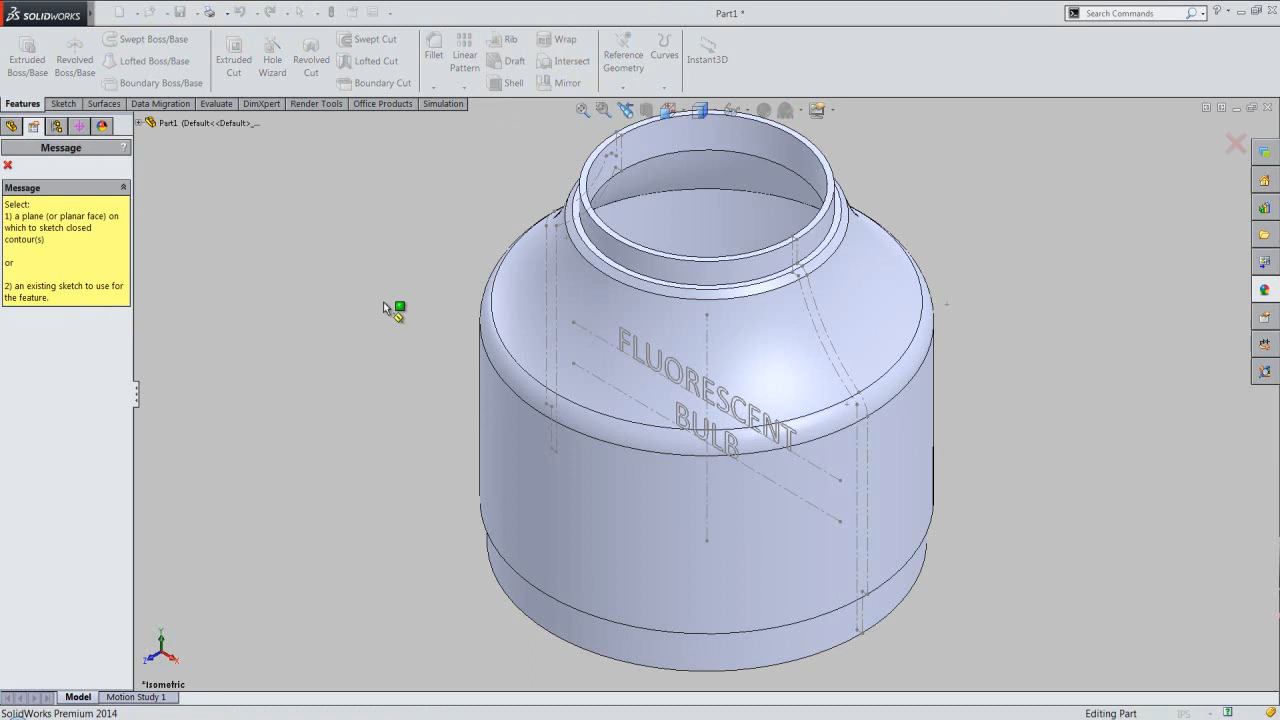 SOLIDWORKS
Part1 *
Search Commands
Extruded Boss/Base
Revolved Boss/Base
Swept Boss/Base
Lofted Boss/Base
Boundary Boss/Base
Extruded Cut
Hole Wizard
Revolved Cut
Swept Cut
Lofted Cut
Boundary Cut
Fillet
Linear Pattern
Rib
Draft
Shell
Wrap
Intersect
Mirror
Reference Geometry
Curves
Instant3D
Features
Sketch
Surfaces
Data Migration
Evaluate
DimXpert
Render Tools
Office Products
Simulation
Part1 (Default<<Default>_...
Message
?
Message
Select:
1) a plane (or planar face) on
which to sketch closed
contour(s)
or
2) an existing sketch to use for
the feature.
FLUORESCENT
BULB
Y
Z
X
*Isometric
Model
Motion Study 1
SolidWorks Premium 2014
Editing Part
IPS